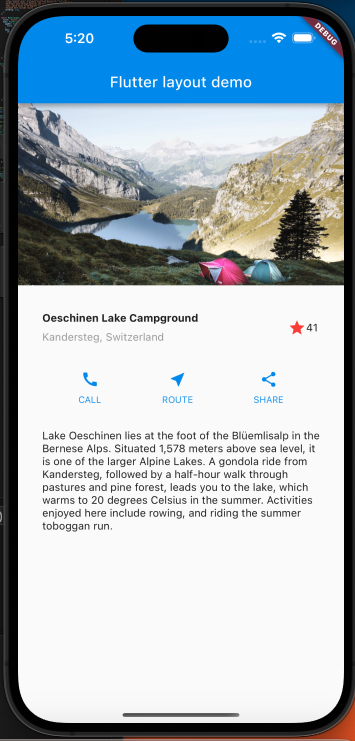 5:20
DEBUG
Flutter layout demo
Oeschinen Lake Campground
Kandersteg, Switzerland
41
CALL
ROUTE
SHARE
Lake Oeschinen lies at the foot of the Blüemlisalp in the
Bernese Alps. Situated 1,578 meters above sea level, it
is one of the larger Alpine Lakes. A gondola ride from
Kandersteg, followed by a half-hour walk through
pastures and pine forest, leads you to the lake, which
warms to 20 degrees Celsius in the summer. Activities
enjoyed here include rowing, and riding the summer
toboggan run.